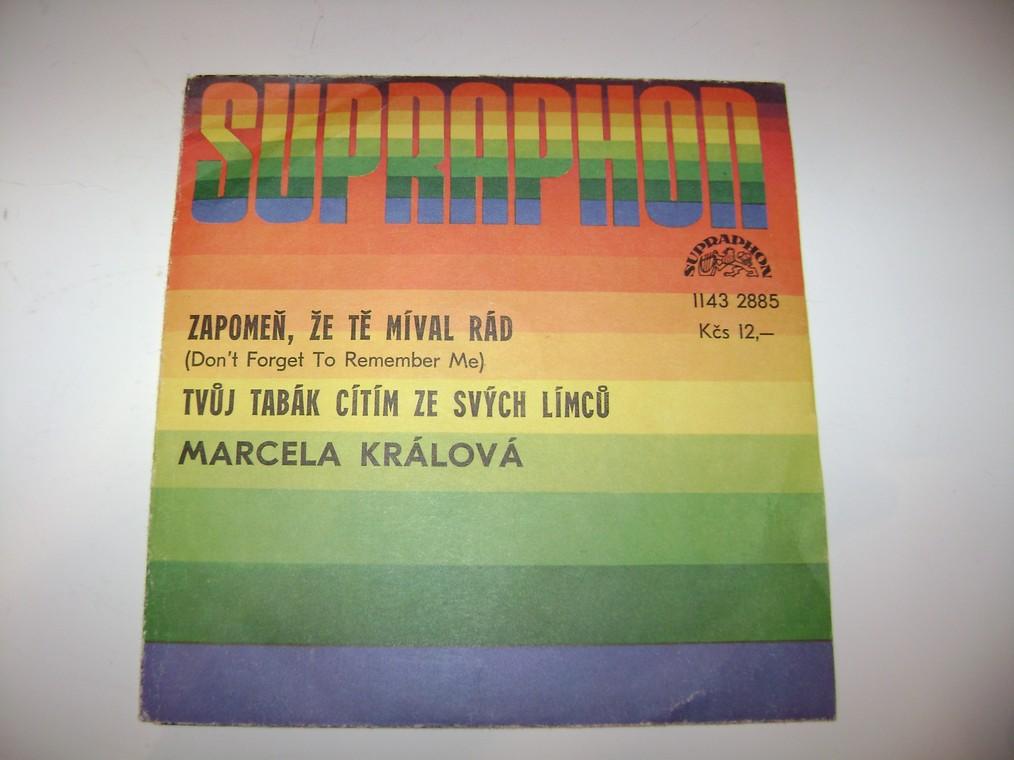 SUPRAPHON
SUPRAPHON
1143 2885
Kčs 12,—
ZAPOMEŇ, ŽE TĚ MÍVAL RÁD
(Don't Forget To Remember Me)
TVŮJ TABÁK CÍTÍM ZE SVÝCH LÍMCŮ
MARCELA KRÁLOVÁ